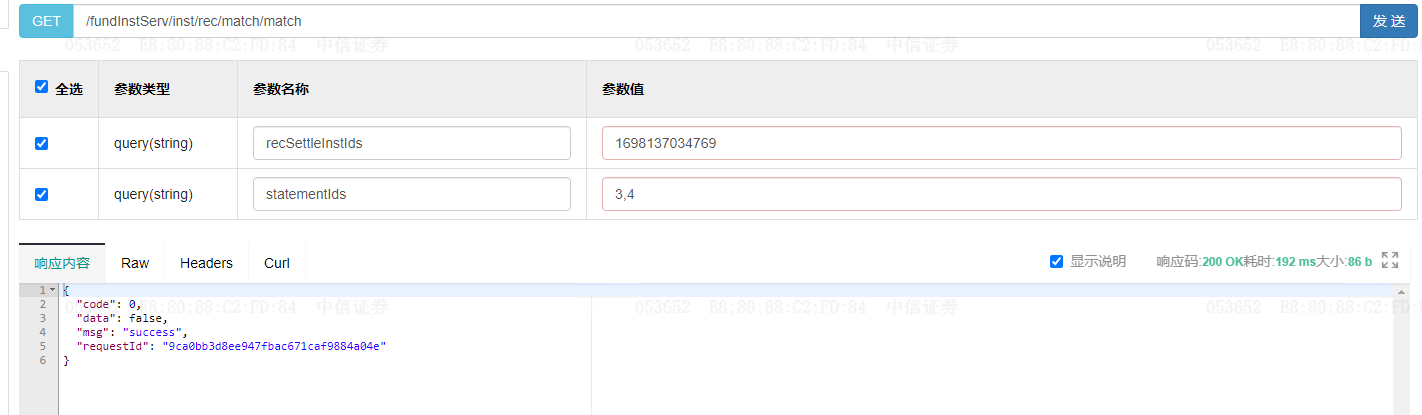 GET /fundInstServ/inst/rec/match/match 发 送
053652 E8:80:88:C2:FD:84 中信证券 053652 E8:80:88:C2:FD:84 中信证券 053652 E8:80:88:C2:FD:84
全选 参数类型 参数名称 参数值
query(string) recSettleInstIds 1698137034769
query(string) statementIds 3,4
响应内容 Raw Headers Curl 显示说明 响应码:200 OK耗时:192 ms大小:86 b
1 {
2 "code": 0,
053652 E8:80:88:C2:FD:84 中信证券 053652 E8:80:88:C2:FD:84 中信证券 053652 E8:80:88:C2:FD:84
3 "data": false,
4 "msg": "success",
5 "requestId": "9ca0bb3d8ee947fbac671caf9884a04e"
6 }